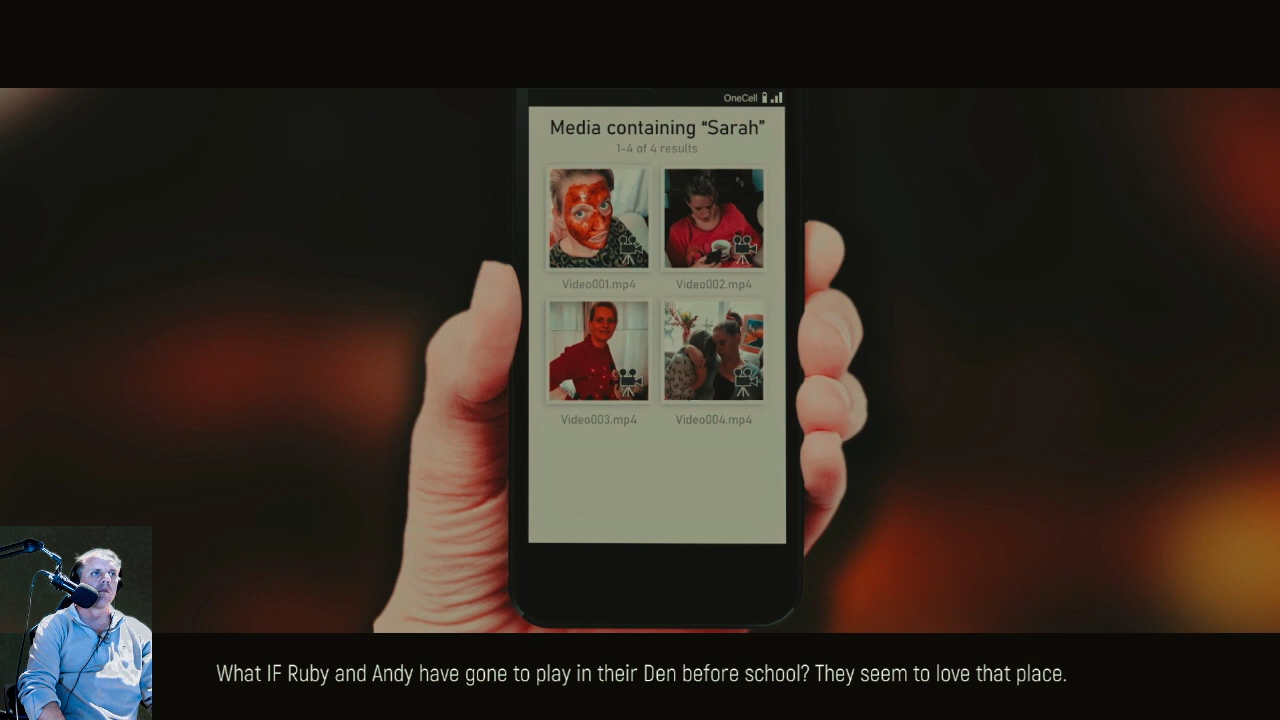 OneCell
Media containing “Sarah”
1-4 of 4 results
Video001.mp4 Video002.mp4
Video003.mp4 Video004.mp4
What IF Ruby and Andy have gone to play in their Den before school? They seem to love that place.